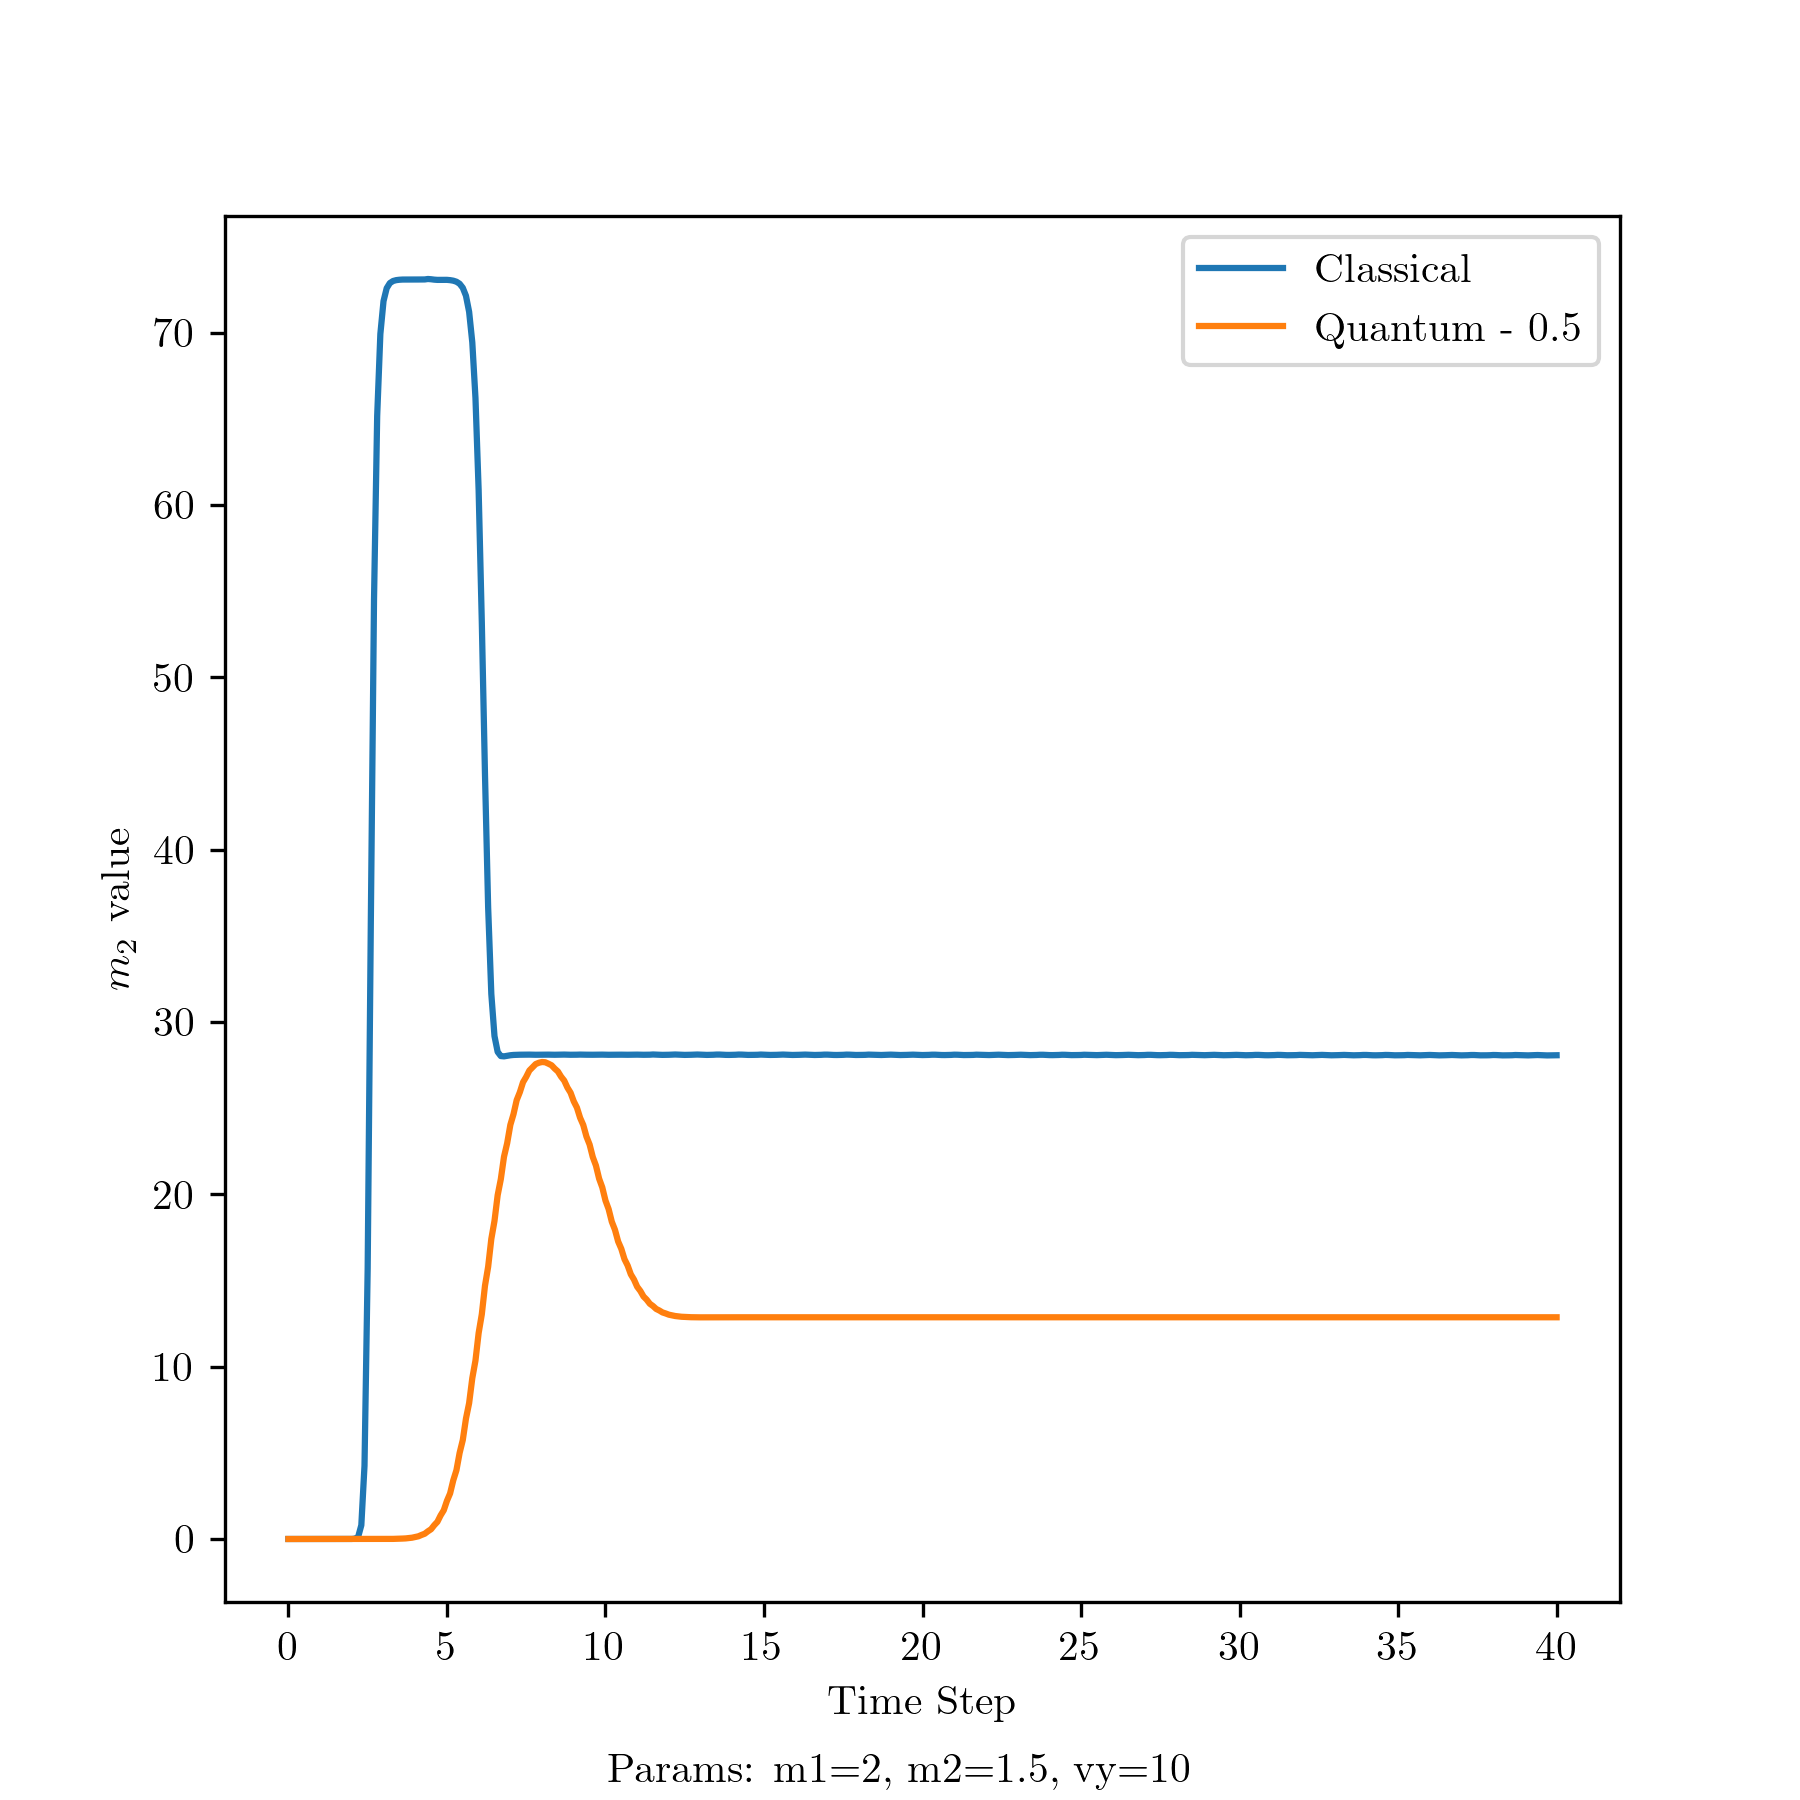 Classical
Quantum - 0.5
70
60
50
40
30
20
10
0
m₂ value
0 5 10 15 20 25 30 35 40
Time Step
Params: m1=2, m2=1.5, vy=10